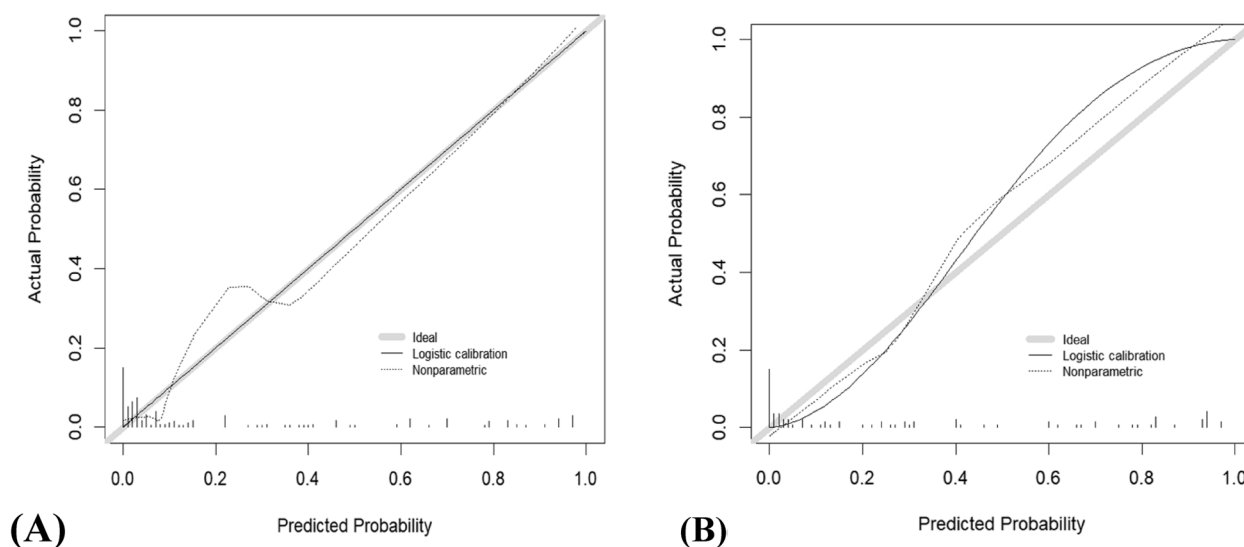 Actual Probability
1.0
0.8
0.6
0.4
0.2
0.0
Ideal
Logistic calibration
Nonparametric
0.0 0.2 0.4 0.6 0.8 1.0
Predicted Probability
(A)
Actual Probability
1.0
0.8
0.6
0.4
0.2
0.0
Ideal
Logistic calibration
Nonparametric
0.0 0.2 0.4 0.6 0.8 1.0
Predicted Probability
(B)